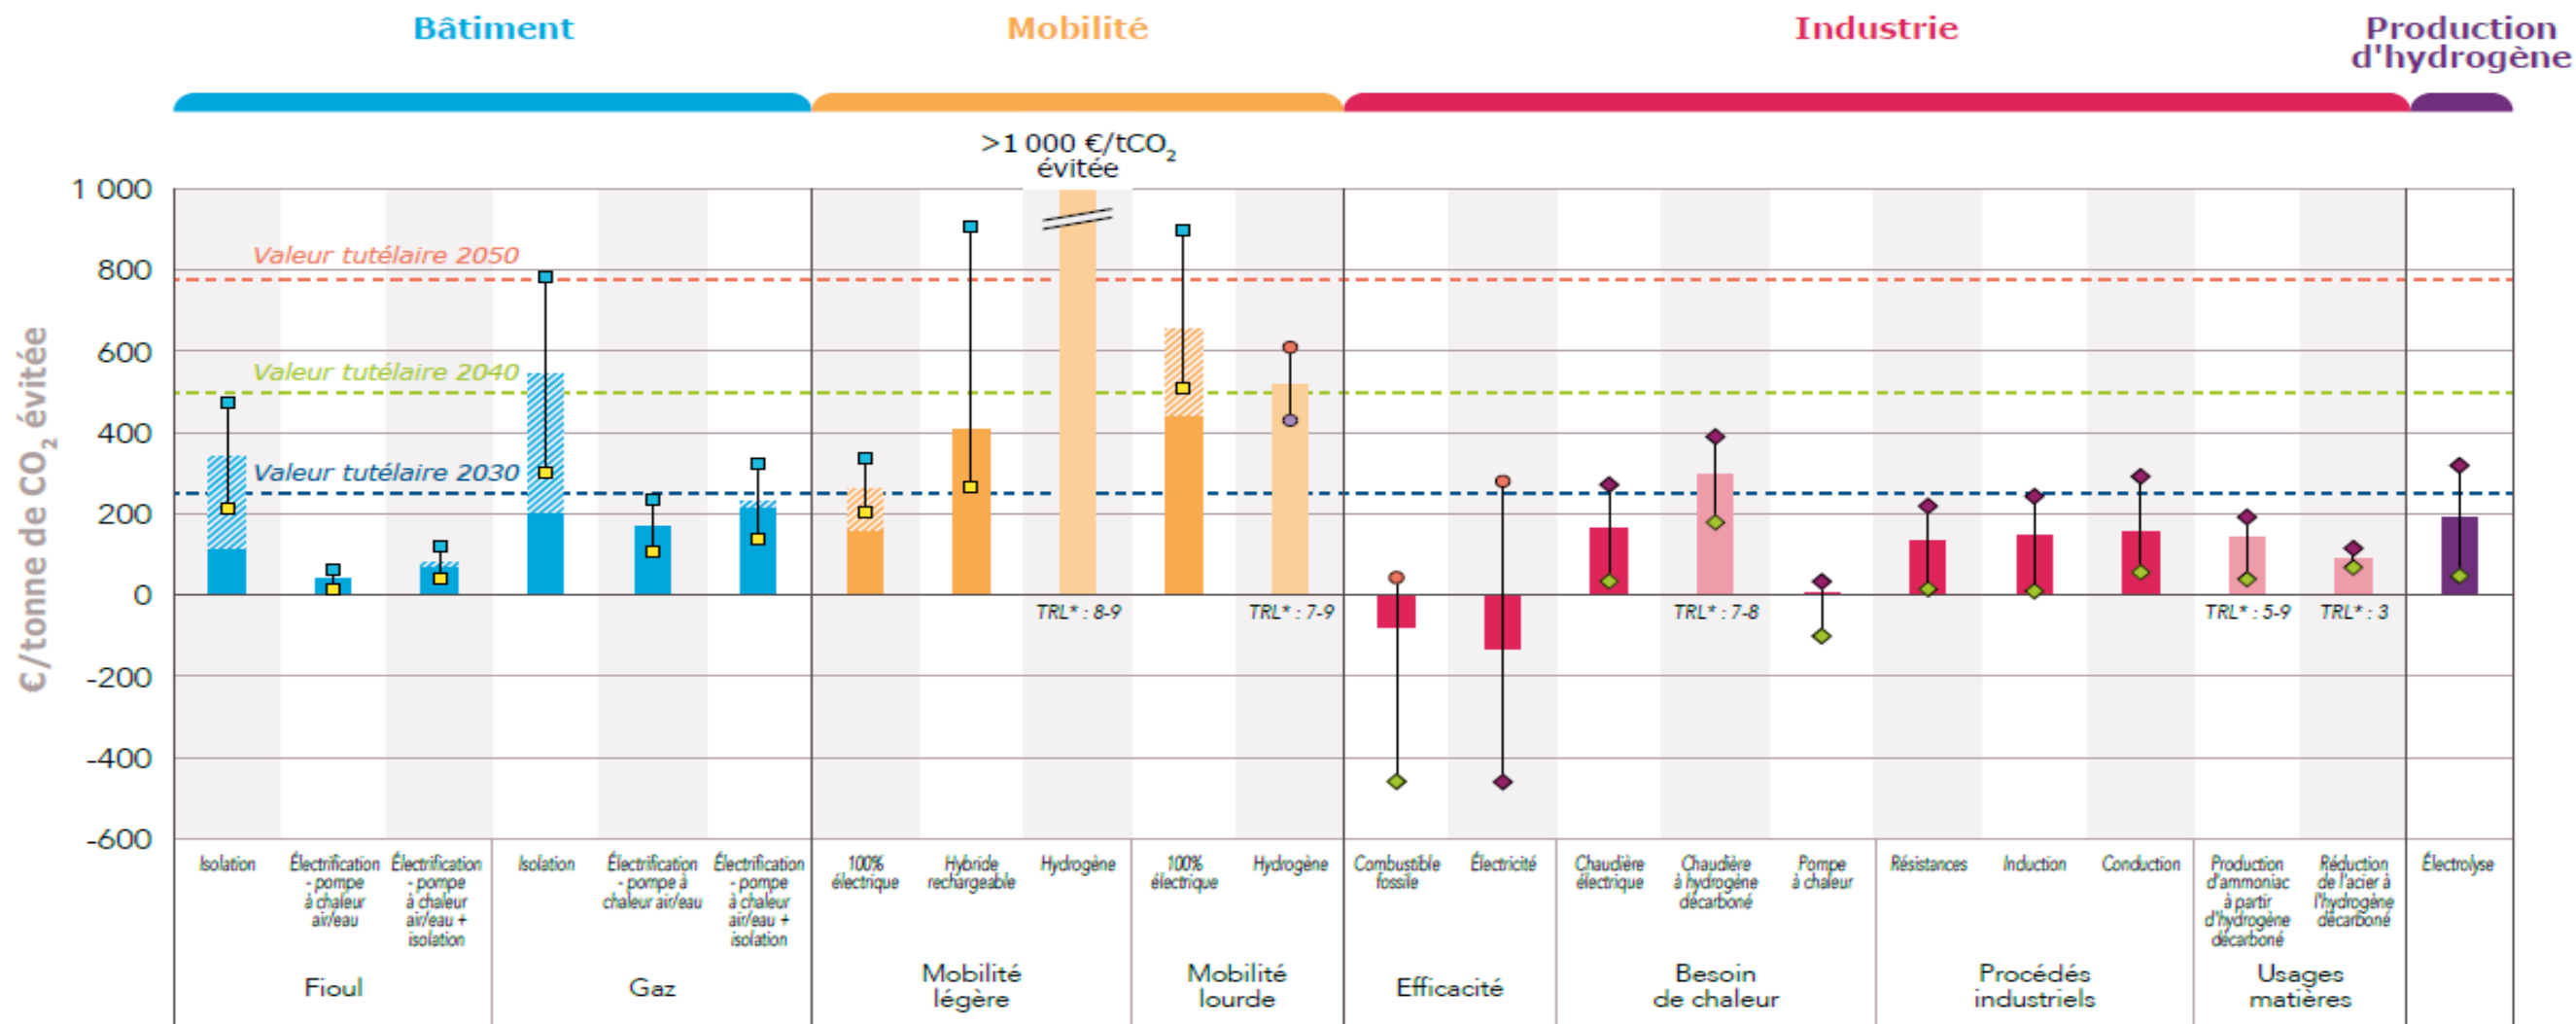 Bâtiment
Mobilité
Industrie
Production
d'hydrogène
>1 000 €/tCO₂
évitée
€/tonne de CO₂ évitée
1 000
800
600
400
200
0
-200
-400
-600
Valeur tutélaire 2050
Valeur tutélaire 2040
Valeur tutélaire 2030
TRL* : 8-9
TRL* : 7-9
TRL* : 7-8
TRL* : 5-9
TRL* : 3
Isolation
Électrification
- pompe
à chaleur
air/eau
Électrification
- pompe
à chaleur
air/eau +
isolation
Isolation
Électrification
- pompe à
chaleur air/eau
Électrification
- pompe
à chaleur
air/eau +
isolation
100%
électrique
Hybride
rechargeable
Hydrogène
100%
électrique
Hydrogène
Combustible
fossile
Électricité
Chaudière
électrique
Chaudière
à hydrogène
décarboné
Pompe
à chaleur
Résistances
Induction
Conduction
Production
d'ammoniac
à partir
d'hydrogène
décarboné
Réduction
de l'acier à
l'hydrogène
décarboné
Électrolyse
Fioul
Gaz
Mobilité
légère
Mobilité
lourde
Efficacité
Besoin
de chaleur
Procédés
industriels
Usages
matières